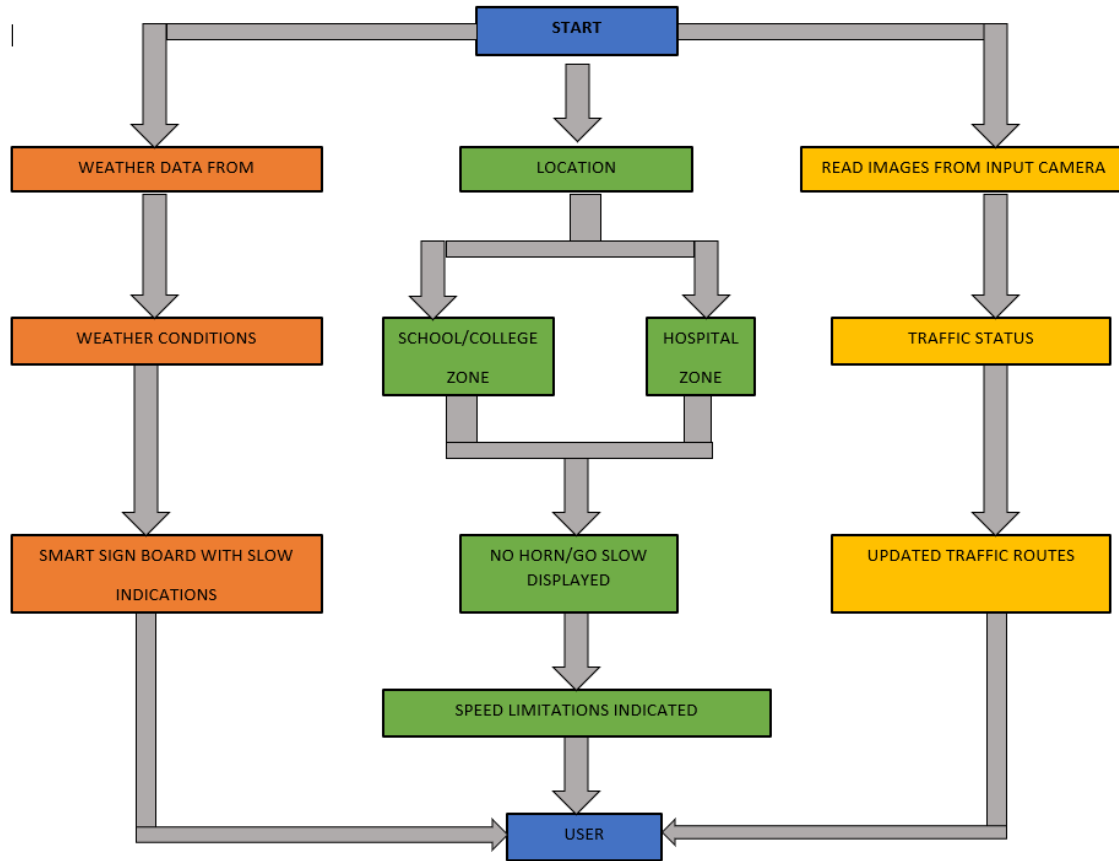 START
WEATHER DATA FROM
LOCATION
READ IMAGES FROM INPUT CAMERA
WEATHER CONDITIONS
SCHOOL/COLLEGE
ZONE
HOSPITAL
ZONE
TRAFFIC STATUS
SMART SIGN BOARD WITH SLOW
INDICATIONS
NO HORN/GO SLOW
DISPLAYED
UPDATED TRAFFIC ROUTES
SPEED LIMITATIONS INDICATED
USER